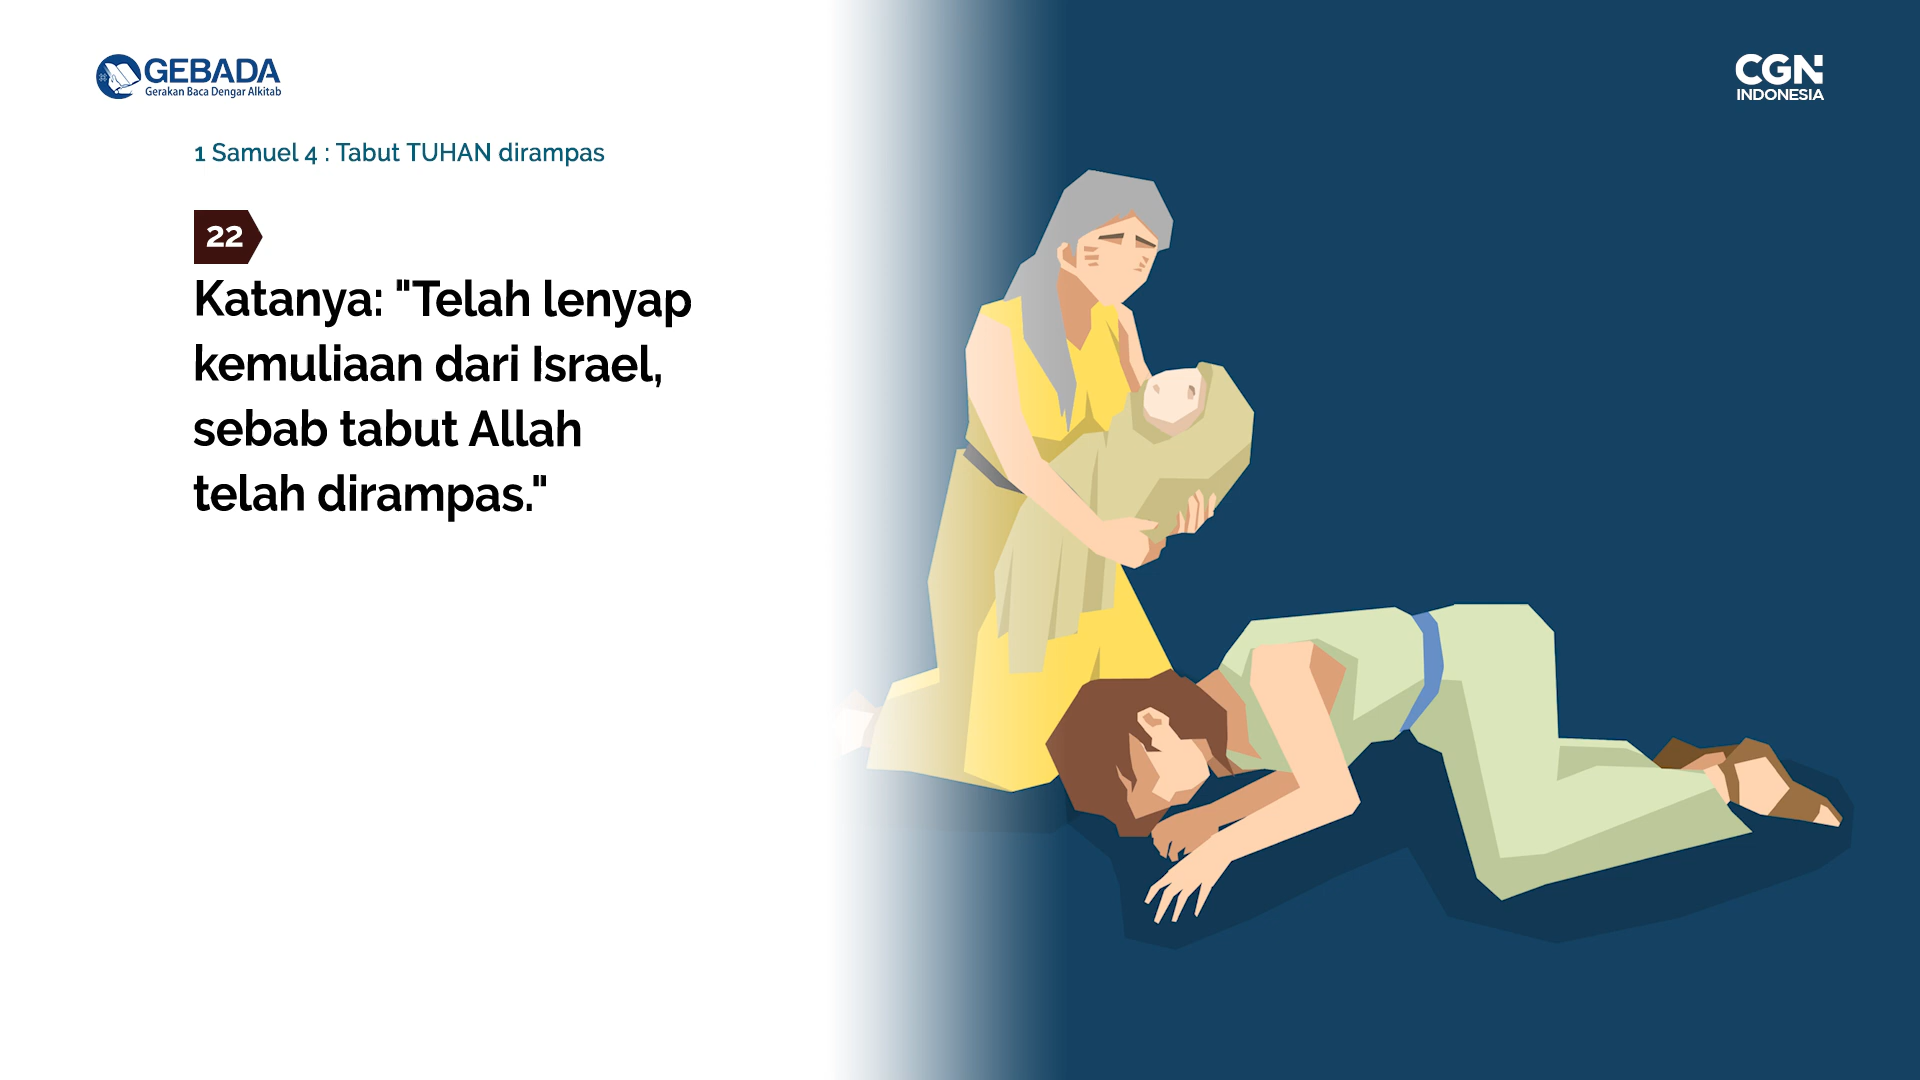 GEBADA
Gerakan Baca Dengar Alkitab
CGN
INDONESIA
1 Samuel 4 : Tabut TUHAN dirampas
22
Katanya: "Telah lenyap
kemuliaan dari Israel,
sebab tabut Allah
telah dirampas."